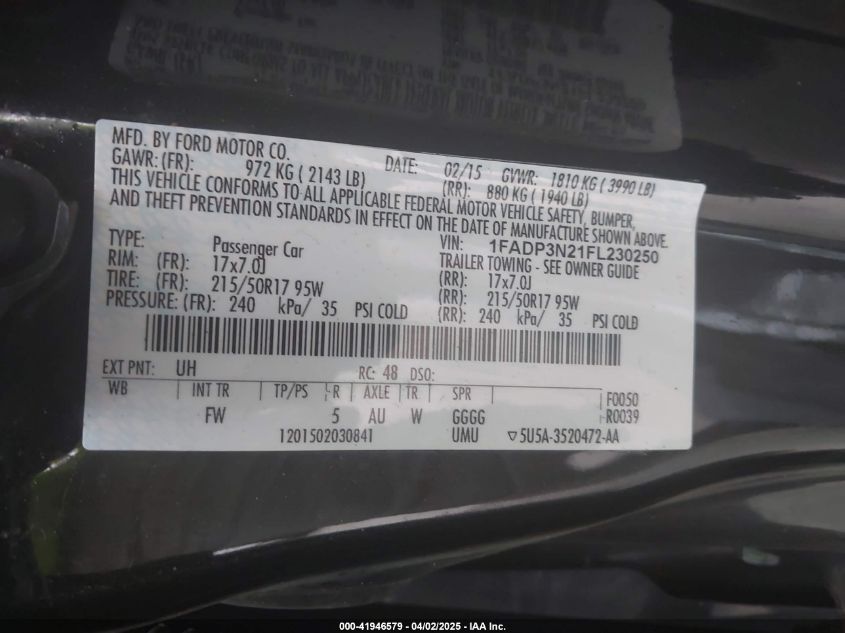 MFD. BY FORD MOTOR CO.
DATE: 02/15 GVWR: 1810 KG ( 3990 LB)
GAWR: (FR): 972 KG ( 2143 LB) (RR): 880 KG ( 1940 LB)
THIS VEHICLE CONFORMS TO ALL APPLICABLE FEDERAL MOTOR VEHICLE SAFETY, BUMPER,
AND THEFT PREVENTION STANDARDS IN EFFECT ON THE DATE OF MANUFACTURE SHOWN ABOVE.
VIN: 1FADP3N21FL230250
TYPE: Passenger Car TRAILER TOWING - SEE OWNER GUIDE
RIM: (FR): 17x7.0J (RR): 17x7.0J
TIRE: (FR): 215/50R17 95W (RR): 215/50R17 95W
PRESSURE: (FR): 240 kPa/ 35 PSI COLD (RR): 240 kPa/ 35 PSI COLD
EXT PNT: UH RC: 48 DSO:
WB INT TR TP/PS R AXLE TR SPR F0050
FW 5 AU W GGGG R0039
1201502030841 UMU ▽5U5A-3520472-AA
000-41946579 / 04/02/2025 - IAA Inc.